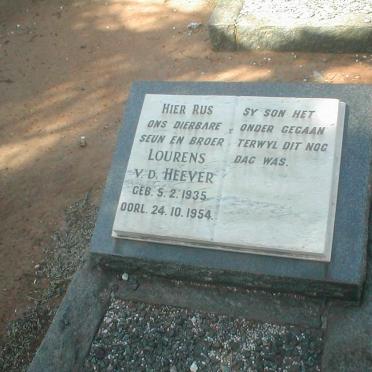 HIER RUS
ONS DIERBARE
SEUN EN BROER
LOURENS
V. D. HEEVER
GEB. 5. 2. 1935
OORL. 24. 10. 1954.
SY SON HET
ONDER GEGAAN
TERWYL DIT NOG
DAG WAS.